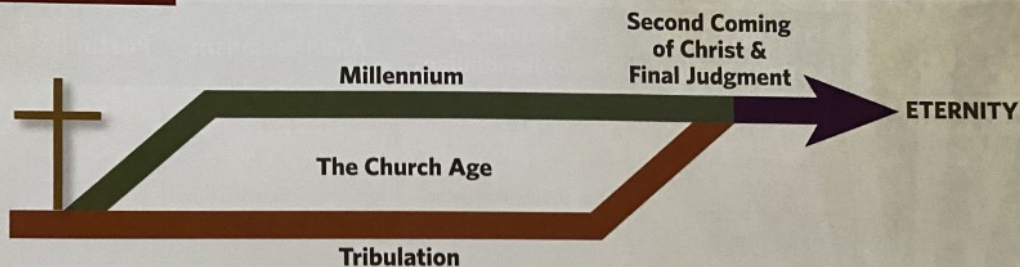 Second Coming
of Christ &
Final Judgment
Millennium
ETERNITY
The Church Age
Tribulation